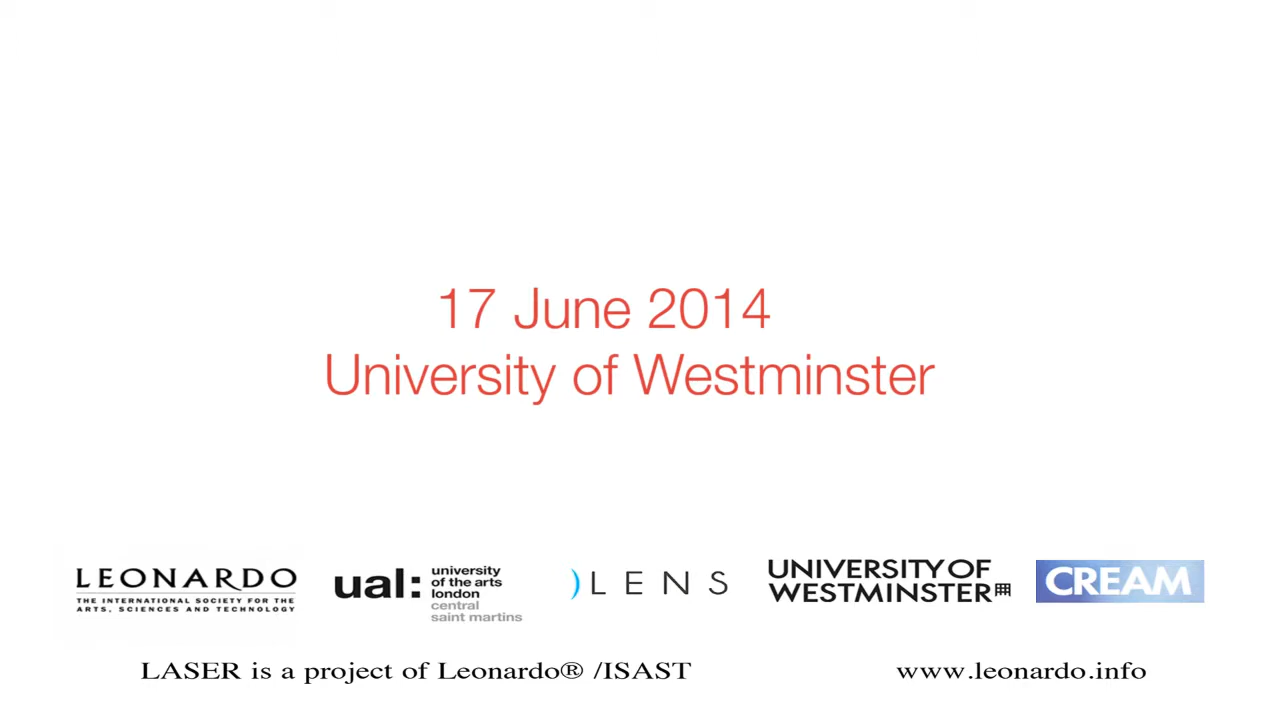 17 June 2014
University of Westminster
LEONARDO
THE INTERNATIONAL SOCIETY FOR THE
ARTS, SCIENCES AND TECHNOLOGY
ual:
university
of the arts
london
central
saint martins
)LENS
UNIVERSITY OF
WESTMINSTER
CREAM
LASER is a project of Leonardo® /ISAST
www.leonardo.info